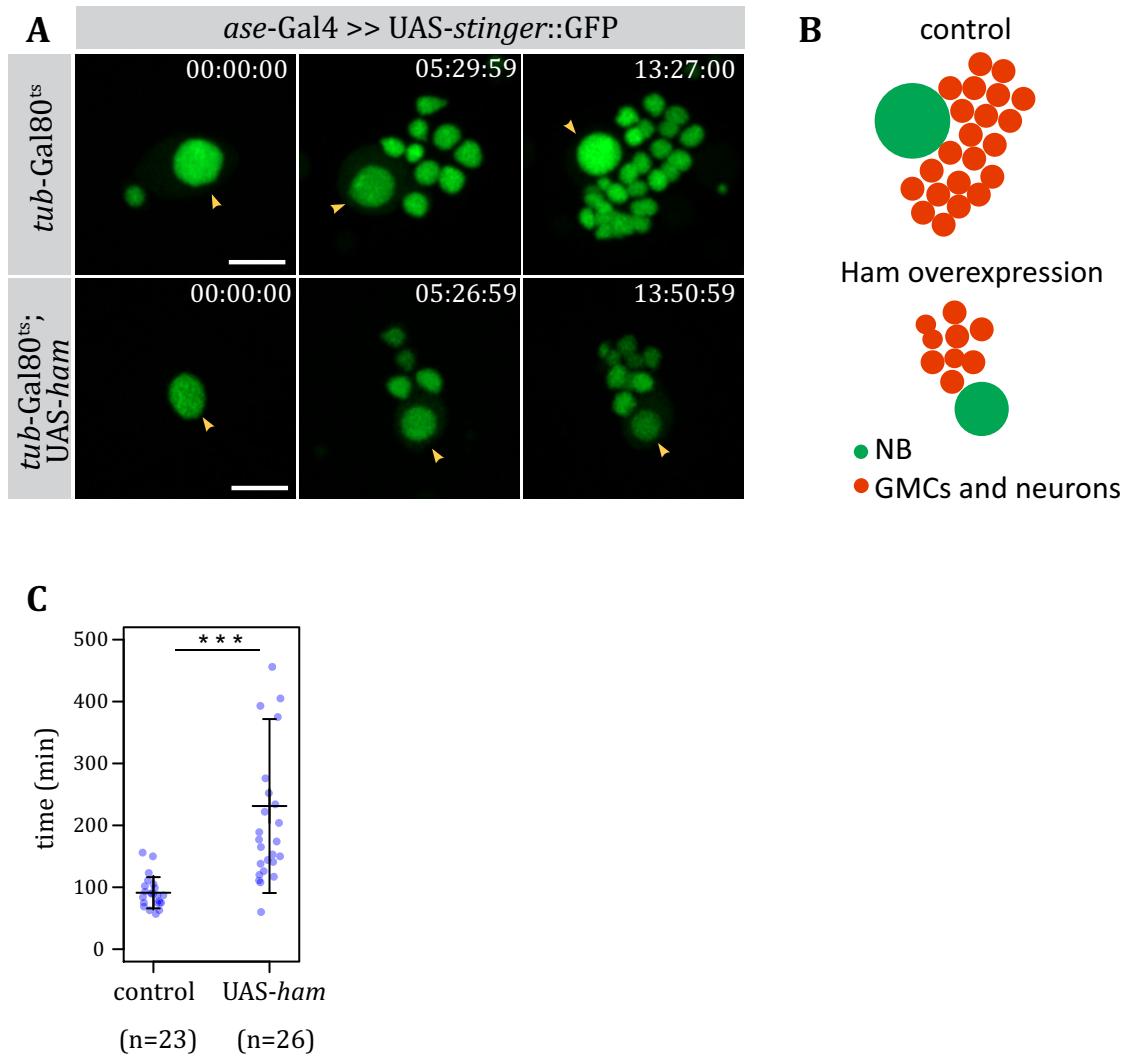 A
ase-Gal4 >> UAS-stinger::GFP
tub-Gal80ts
00:00:00
05:29:59
13:27:00
tub-Gal80ts;
UAS-ham
00:00:00
05:26:59
13:50:59
B
control
Ham overexpression
NB
GMCs and neurons
C
500
400
300
200
100
0
time (min)
* * *
control
UAS-ham
(n=23)
(n=26)